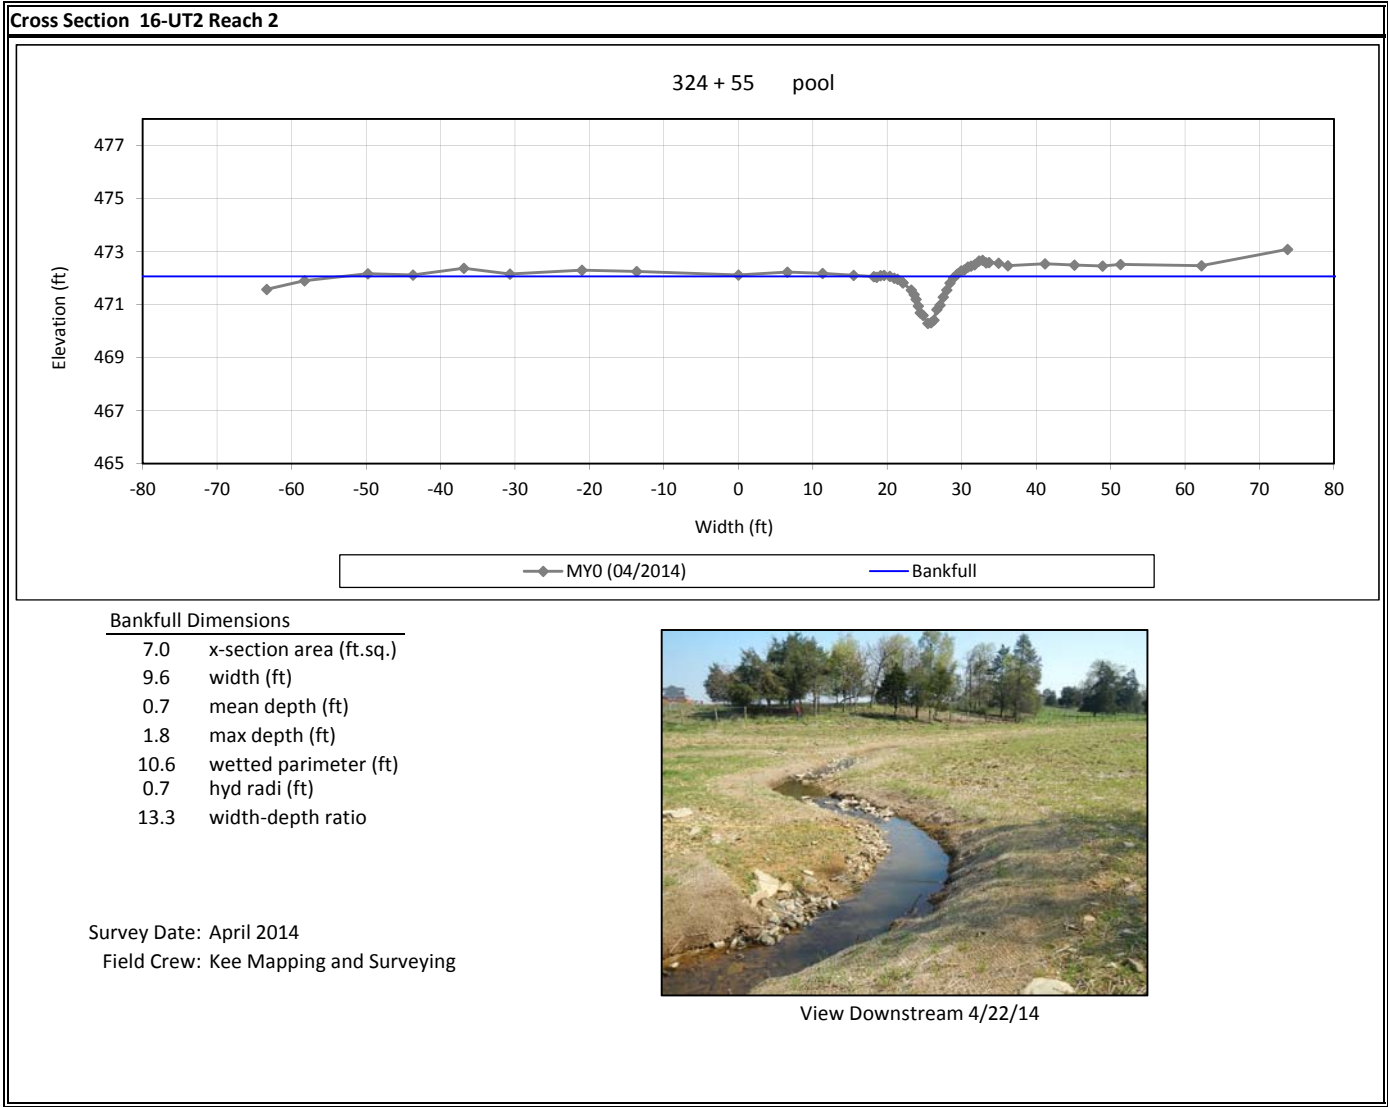 Cross Section 16-UT2 Reach 2
324 + 55 pool
477
475
473
471
469
467
465
Elevation (ft)
-80 -70 -60 -50 -40 -30 -20 -10 0 10 20 30 40 50 60 70 80
Width (ft)
MY0 (04/2014) Bankfull
Bankfull Dimensions
7.0 x-section area (ft.sq.)
9.6 width (ft)
0.7 mean depth (ft)
1.8 max depth (ft)
10.6 wetted parimeter (ft)
0.7 hyd radi (ft)
13.3 width-depth ratio
Survey Date: April 2014
Field Crew: Kee Mapping and Surveying
View Downstream 4/22/14